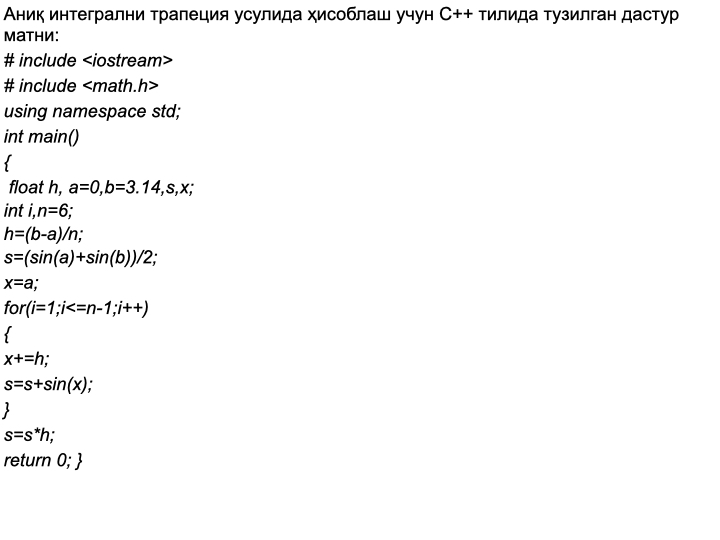 Аниқ интегрални трапеция усулида ҳисоблаш учун C++ тилида тузилган дастур
матни:
# include <iostream>
# include <math.h>
using namespace std;
int main()
{
float h, a=0,b=3.14,s,x;
int i,n=6;
h=(b-a)/n;
s=(sin(a)+sin(b))/2;
x=a;
for(i=1;i<=n-1;i++)
{
x+=h;
s=s+sin(x);
}
s=s*h;
return 0; }